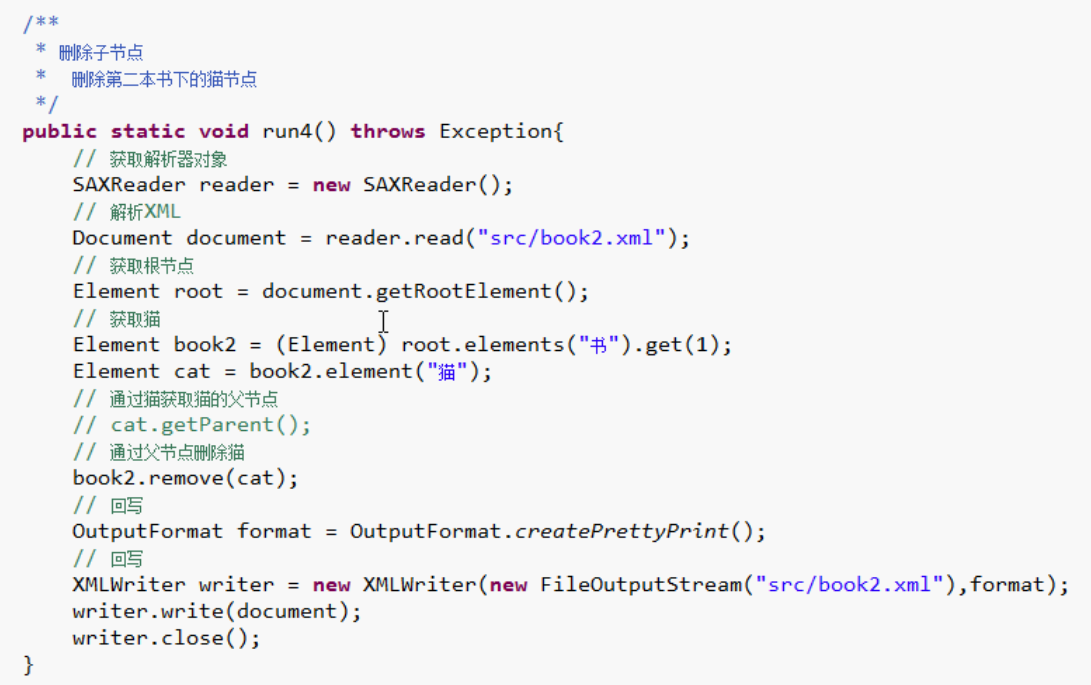 /**
 * 删除子节点
 *  删除第二本书下的猫节点
 */
public static void run4() throws Exception{
    // 获取解析器对象
    SAXReader reader = new SAXReader();
    // 解析XML
    Document document = reader.read("src/book2.xml");
    // 获取根节点
    Element root = document.getRootElement();
    // 获取猫
    Element book2 = (Element) root.elements("书").get(1);
    Element cat = book2.element("猫");
    // 通过猫获取猫的父节点
    // cat.getParent();
    // 通过父节点删除猫
    book2.remove(cat);
    // 回写
    OutputFormat format = OutputFormat.createPrettyPrint();
    // 回写
    XMLWriter writer = new XMLWriter(new FileOutputStream("src/book2.xml"),format);
    writer.write(document);
    writer.close();
}